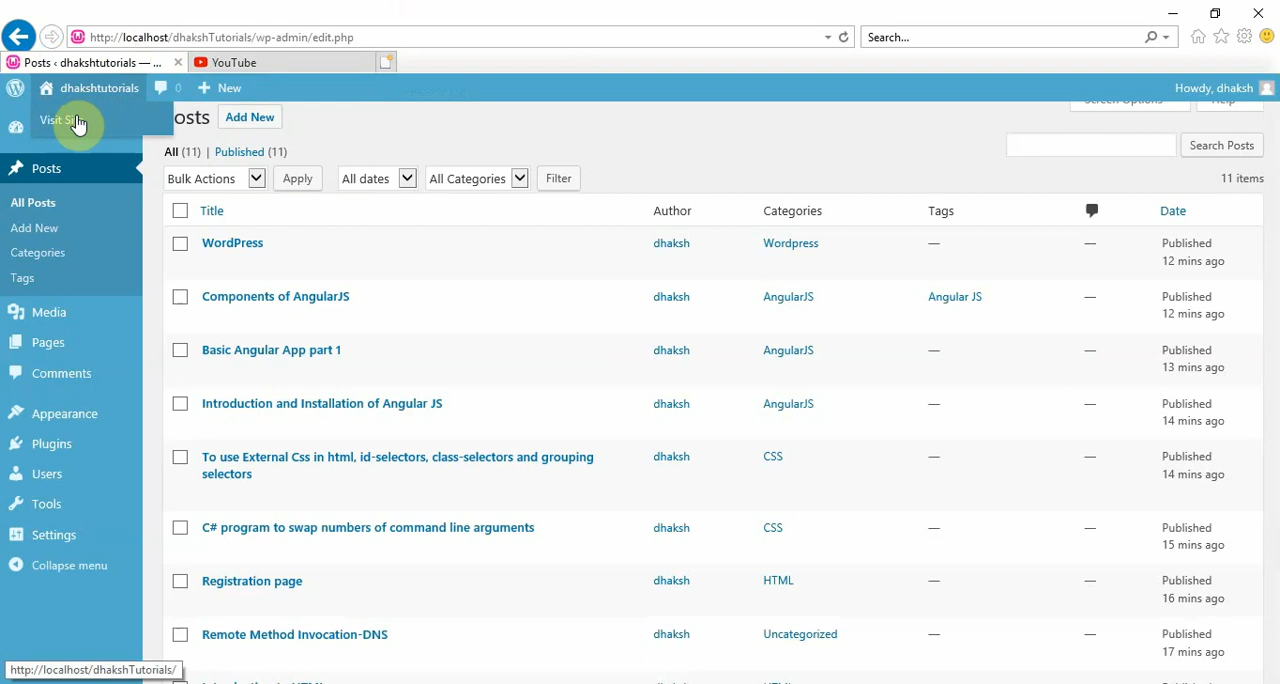 http://localhost/dhakshTutorials/wp-admin/edit.php
Search...
Posts ‹ dhakshtutorials — ...
YouTube
dhakshtutorials
0
New
Howdy, dhaksh
Visit
Posts
Add New
All (11) | Published (11)
Search Posts
Bulk Actions
Apply
All dates
All Categories
Filter
11 items
Posts
All Posts
Add New
Categories
Tags
Media
Pages
Comments
Appearance
Plugins
Users
Tools
Settings
Collapse menu
Title Author Categories Tags Date
WordPress dhaksh Wordpress — — Published
12 mins ago
Components of AngularJS dhaksh AngularJS Angular JS — Published
12 mins ago
Basic Angular App part 1 dhaksh AngularJS — — Published
13 mins ago
Introduction and Installation of Angular JS dhaksh AngularJS — — Published
14 mins ago
To use External Css in html, id-selectors, class-selectors and grouping dhaksh CSS — — Published
selectors 14 mins ago
C# program to swap numbers of command line arguments dhaksh CSS — — Published
15 mins ago
Registration page dhaksh HTML — — Published
16 mins ago
Remote Method Invocation-DNS dhaksh Uncategorized — — Published
17 mins ago
http://localhost/dhakshTutorials/